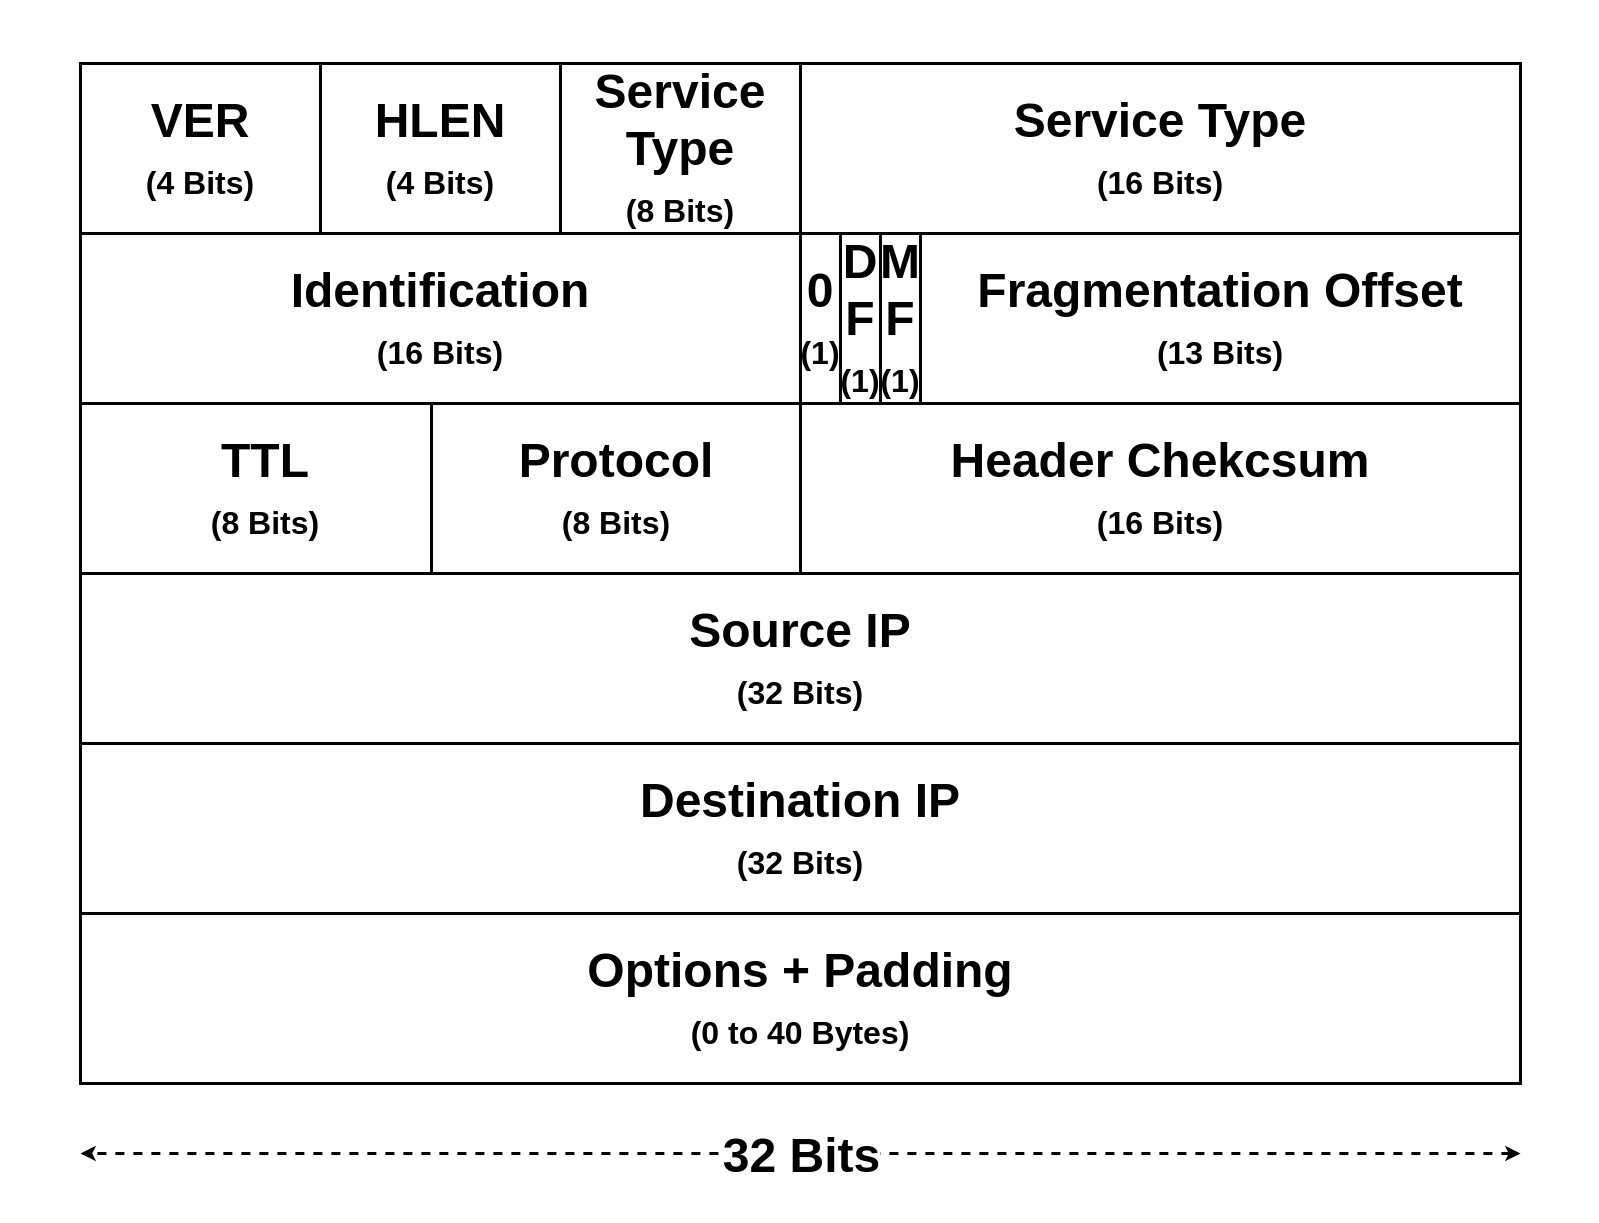 VER
(4 Bits)
HLEN
(4 Bits)
Service
Type
(8 Bits)
Service Type
(16 Bits)
Identification
(16 Bits)
0
(1)
D
F
(1)
M
F
(1)
Fragmentation Offset
(13 Bits)
TTL
(8 Bits)
Protocol
(8 Bits)
Header Chekcsum
(16 Bits)
Source IP
(32 Bits)
Destination IP
(32 Bits)
Options + Padding
(0 to 40 Bytes)
32 Bits